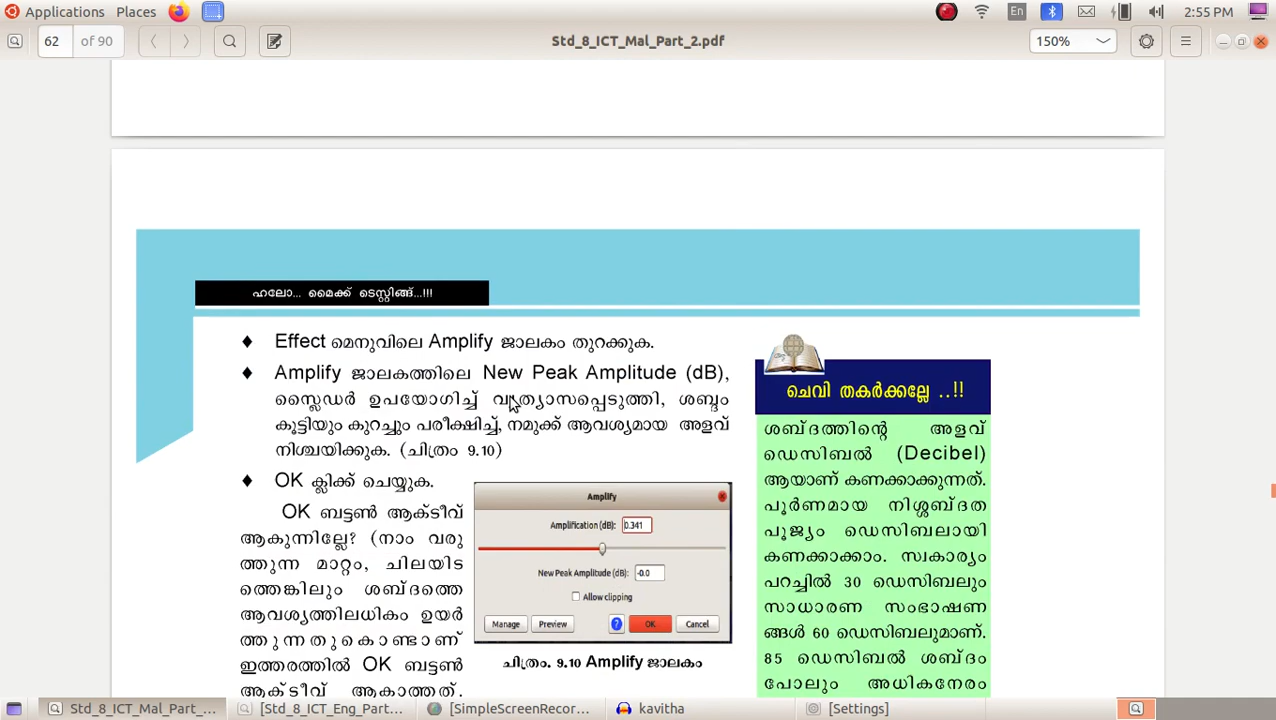 Applications Places En 2:55 PM
62 of 90 Std_8_ICT_Mal_Part_2.pdf 150%
ഹലോ... മൈക്ക് ടെസ്റ്റിങ്ങ്...!!!
♦ Effect മെനുവിലെ Amplify ജാലകം തുറക്കുക.
♦ Amplify ജാലകത്തിലെ New Peak Amplitude (dB),
സ്ലൈഡർ ഉപയോഗിച്ച് വ്യത്യാസപ്പെടുത്തി, ശബ്ദം
കൂട്ടിയും കുറച്ചും പരീക്ഷിച്ച്, നമുക്ക് ആവശ്യമായ അളവ്
നിശ്ചയിക്കുക. (ചിത്രം 9.10)
♦ OK ക്ലിക്ക് ചെയ്യുക.
OK ബട്ടൺ ആക്ടീവ്
ആകുന്നില്ലേ? (നാം വരു
ത്തുന്ന മാറ്റം, ചിലയിട
ത്തെങ്കിലും ശബ്ദത്തെ
ആവശ്യത്തിലധികം ഉയർ
ത്തുന്നതുകൊണ്ടാണ്
ഇത്തരത്തിൽ OK ബട്ടൺ
ആക്ടീവ് ആകാത്തത്.
Amplify
Amplification (dB): 0.341
New Peak Amplitude (dB): -0.0
Allow clipping
Manage Preview ? OK Cancel
ചിത്രം. 9.10 Amplify ജാലകം
ചെവി തകർക്കല്ലേ ..!!
ശബ്ദത്തിന്റെ അളവ്
ഡെസിബൽ (Decibel)
ആയാണ് കണക്കാക്കുന്നത്.
പൂർണമായ നിശ്ശബ്ദത
പൂജ്യം ഡെസിബലായി
കണക്കാക്കാം. സ്വകാര്യം
പറച്ചിൽ 30 ഡെസിബലും
സാധാരണ സംഭാഷണ
ങ്ങൾ 60 ഡെസിബലുമാണ്.
85 ഡെസിബൽ ശബ്ദം
പോലും അധികനേരം
Std_8_ICT_Mal_Part_... [Std_8_ICT_Eng_Part... [SimpleScreenRecor... kavitha [Settings]